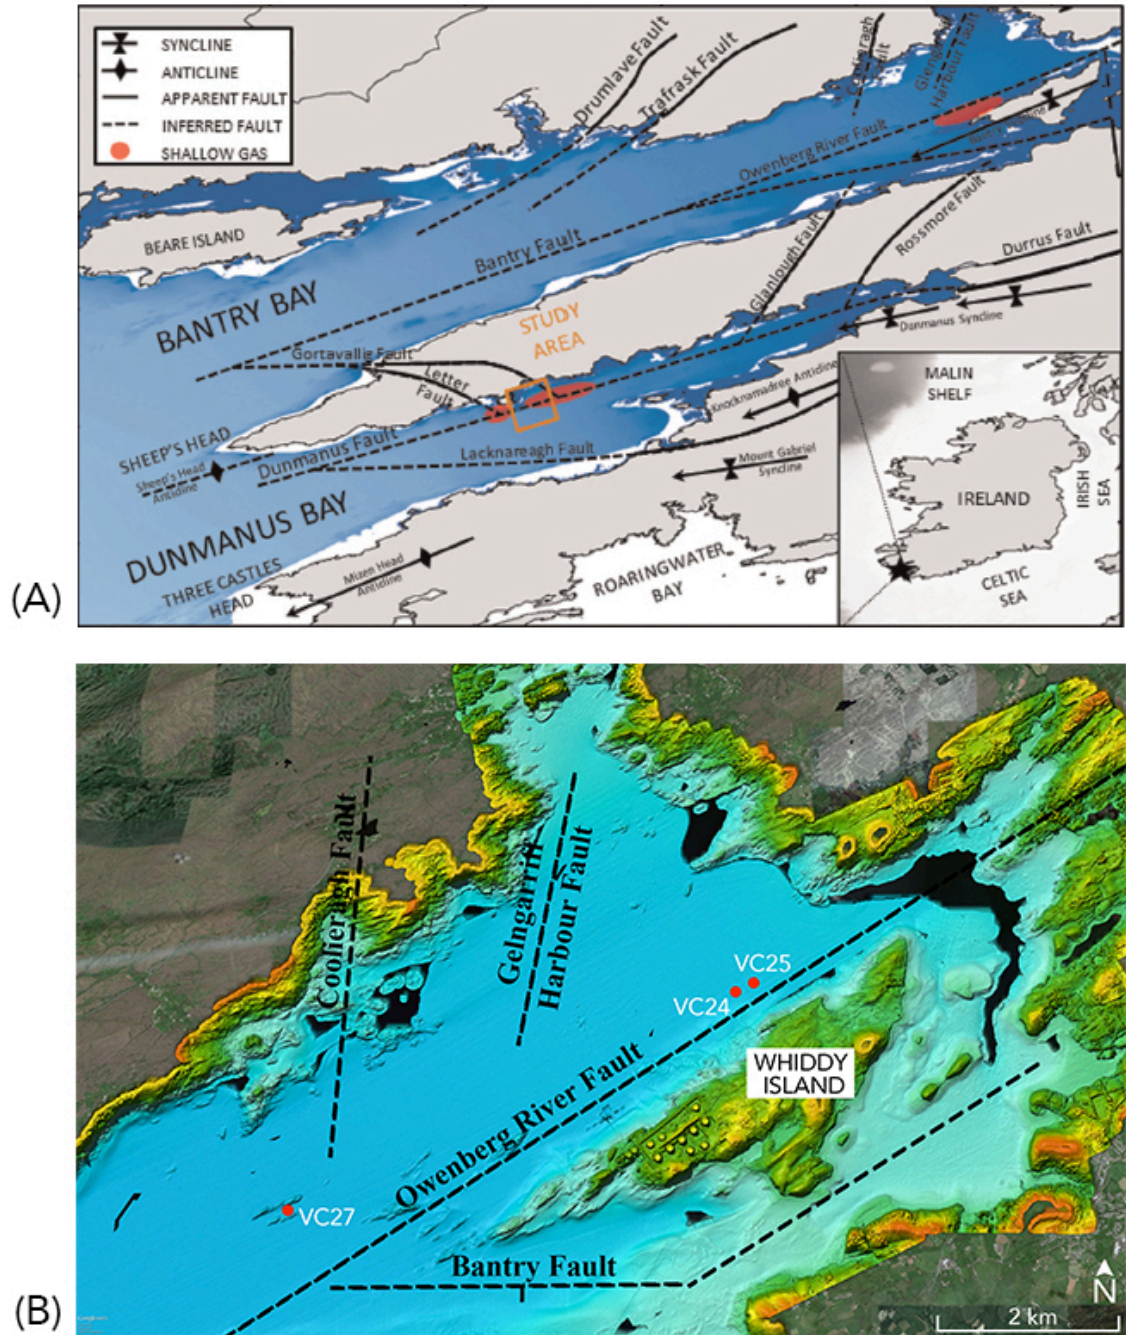 (A)
SYNCLINE
ANTICLINE
APPARENT FAULT
INFERRED FAULT
SHALLOW GAS
Drumlave Fault
Trafrask Fault
Fault
Glengarriff
Harbour Fault
Owenberg River Fault
BEARE ISLAND
BANTRY BAY
Bantry Fault
Glanlough Fault
Rossmore Fault
Durrus Fault
Dunmanus Syncline
STUDY
AREA
Gortavallig Fault
Letter
Fault
Knocknamadree Anticline
SHEEP'S HEAD
Sheep's Head
Anticline
Dunmanus Fault
Lacknareagh Fault
Mount Gabriel
Syncline
DUNMANUS BAY
THREE CASTLES
HEAD
Mizen Head
Anticline
ROARINGWATER
BAY
MALIN
SHELF
IRELAND
IRISH
SEA
CELTIC
SEA
(B)
Coolieragh Fault
Gelngarriff
Harbour Fault
VC25
VC24
WHIDDY
ISLAND
Owenberg River Fault
VC27
Bantry Fault
N
2 km